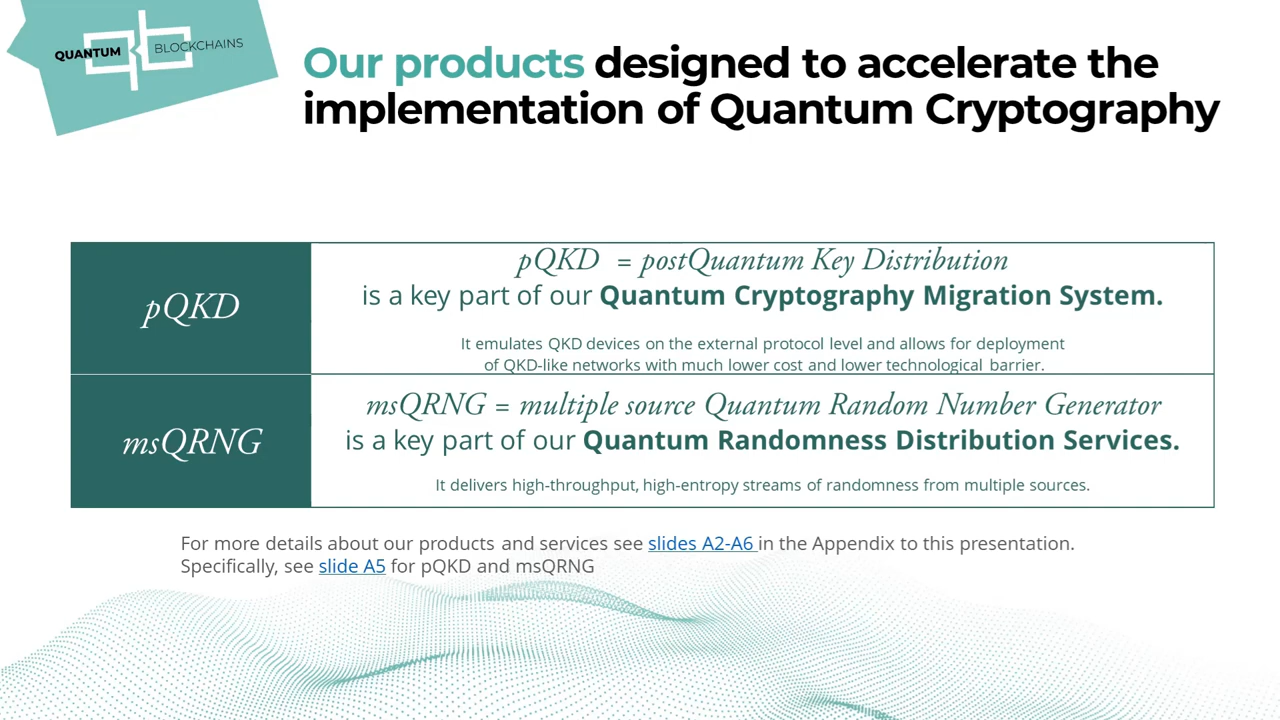 QUANTUM BLOCKCHAINS
Our products designed to accelerate the
implementation of Quantum Cryptography
pQKD
pQKD = postQuantum Key Distribution
is a key part of our Quantum Cryptography Migration System.
It emulates QKD devices on the external protocol level and allows for deployment
of QKD-like networks with much lower cost and lower technological barrier.
msQRNG
msQRNG = multiple source Quantum Random Number Generator
is a key part of our Quantum Randomness Distribution Services.
It delivers high-throughput, high-entropy streams of randomness from multiple sources.
For more details about our products and services see slides A2-A6 in the Appendix to this presentation.
Specifically, see slide A5 for pQKD and msQRNG